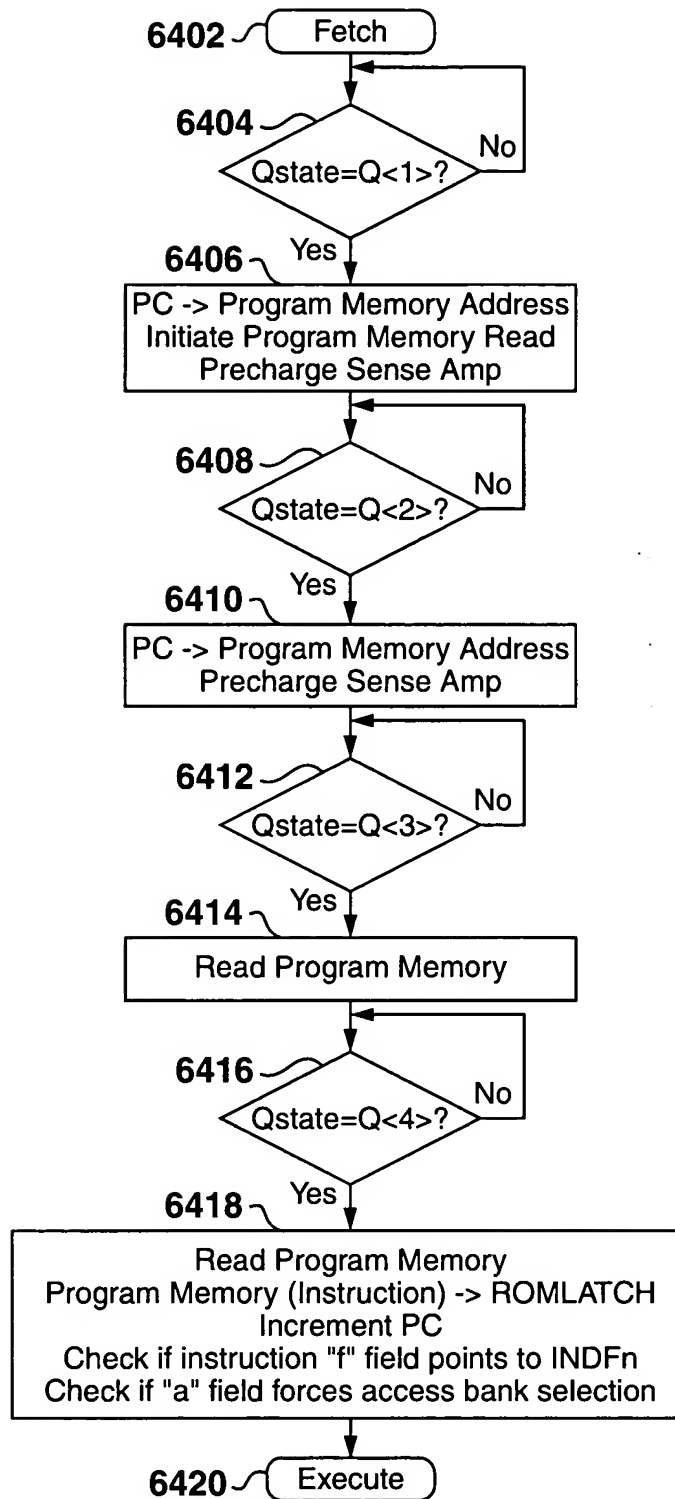 6402
Fetch
6404
Qstate=Q<1>?
No
Yes
6406
PC -> Program Memory Address
Initiate Program Memory Read
Precharge Sense Amp
6408
Qstate=Q<2>?
No
Yes
6410
PC -> Program Memory Address
Precharge Sense Amp
6412
Qstate=Q<3>?
No
Yes
6414
Read Program Memory
6416
Qstate=Q<4>?
No
Yes
6418
Read Program Memory
Program Memory (Instruction) -> ROMLATCH
Increment PC
Check if instruction "f" field points to INDFn
Check if "a" field forces access bank selection
6420
Execute